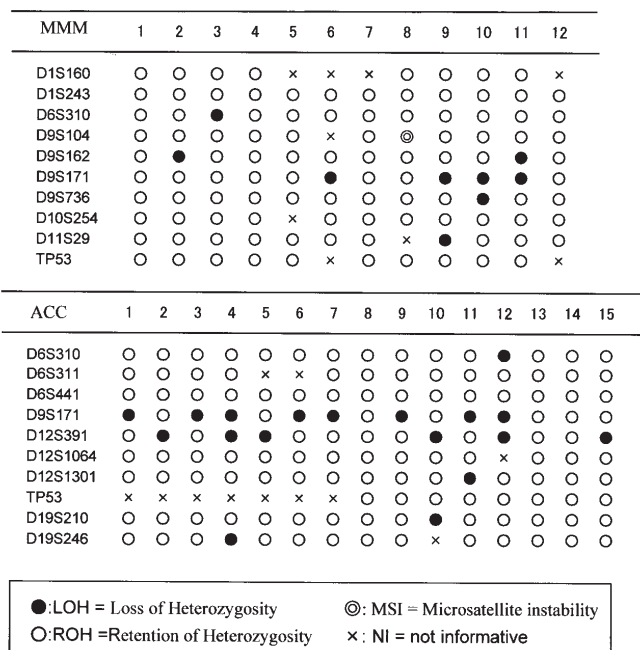 MMM 1 2 3 4 5 6 7 8 9 10 11 12
D1S160 ○ ○ ○ ○ × × × ○ ○ ○ ○ ×
D1S243 ○ ○ ○ ○ ○ ○ ○ ○ ○ ○ ○ ○
D6S310 ○ ○ ● ○ ○ ○ ○ ○ ○ ○ ○ ○
D9S104 ○ ○ ○ ○ ○ × ○ ◎ ○ ○ ○ ○
D9S162 ○ ● ○ ○ ○ ○ ○ ○ ○ ○ ● ○
D9S171 ○ ○ ○ ○ ○ ● ○ ○ ● ● ● ○
D9S736 ○ ○ ○ ○ ○ ○ ○ ○ ○ ● ○ ○
D10S254 ○ ○ ○ ○ × ○ ○ ○ ○ ○ ○ ○
D11S29 ○ ○ ○ ○ ○ ○ ○ × ● ○ ○ ○
TP53 ○ ○ ○ ○ ○ × ○ ○ ○ ○ ○ ×
ACC 1 2 3 4 5 6 7 8 9 10 11 12 13 14 15
D6S310 ○ ○ ○ ○ ○ ○ ○ ○ ○ ○ ○ ● ○ ○ ○
D6S311 ○ ○ ○ ○ × × ○ ○ ○ ○ ○ ○ ○ ○ ○
D6S441 ○ ○ ○ ○ ○ ○ ○ ○ ○ ○ ○ ○ ○ ○ ○
D9S171 ● ○ ● ● ○ ● ● ○ ● ○ ● ● ○ ○ ○
D12S391 ○ ● ○ ● ● ○ ○ ○ ○ ● ○ ● ○ ○ ●
D12S1064 ○ ○ ○ ○ ○ ○ ○ ○ ○ ○ ○ × ○ ○ ○
D12S1301 ○ ○ ○ ○ ○ ○ ○ ○ ○ ○ ● ○ ○ ○ ○
TP53 × × × × × × × ○ ○ ○ ○ ○ ○ ○ ○
D19S210 ○ ○ ○ ○ ○ ○ ○ ○ ○ ● ○ ○ ○ ○ ○
D19S246 ○ ○ ○ ● ○ ○ ○ ○ ○ × ○ ○ ○ ○ ○
●:LOH = Loss of Heterozygosity ◎: MSI = Microsatellite instability
○:ROH =Retention of Heterozygosity ×: NI = not informative